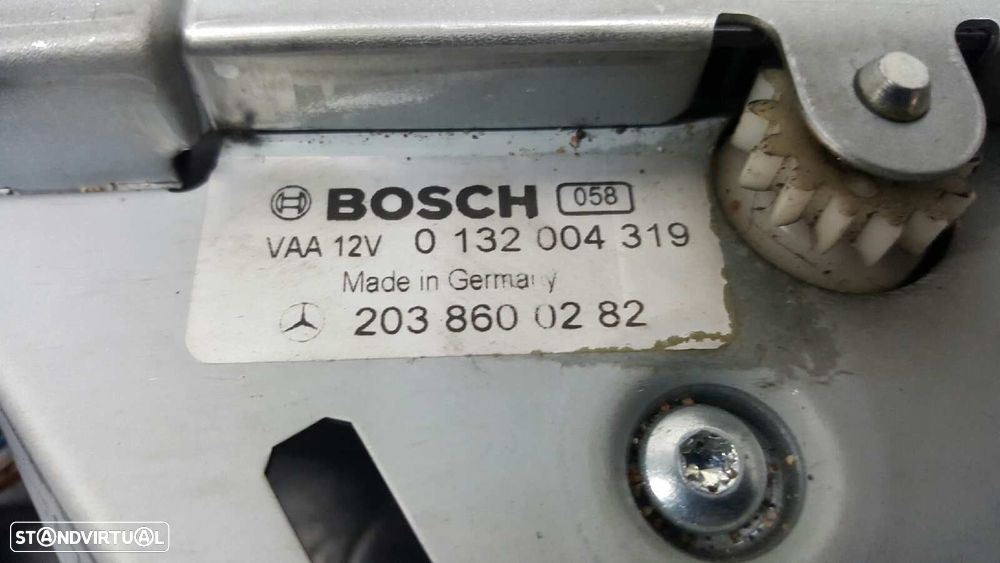 BOSCH 058
VAA 12V 0 132 004 319
Made in Germany
203 860 02 82
STANDVIRTUAL